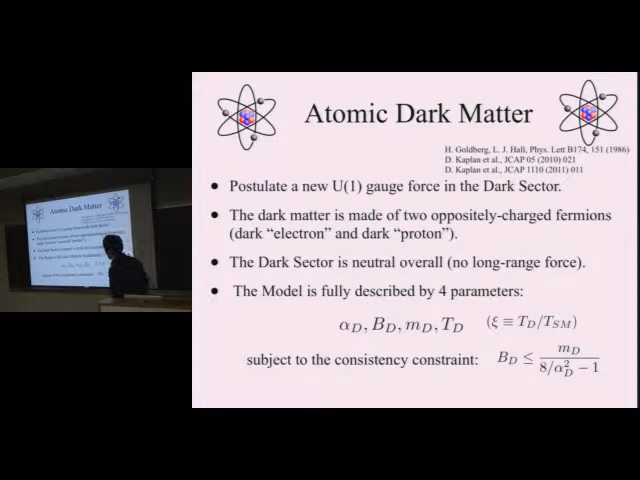 Atomic Dark Matter
H. Goldberg, L. J. Hall, Phys. Lett B174, 151 (1986)
D. Kaplan et al., JCAP 05 (2010) 021
D. Kaplan et al., JCAP 1110 (2011) 011
• Postulate a new U(1) gauge force in the Dark Sector.
• The dark matter is made of two oppositely-charged fermions
(dark “electron” and dark “proton”).
• The Dark Sector is neutral overall (no long-range force).
• The Model is fully described by 4 parameters:
α_D, B_D, m_D, T_D (ξ ≡ T_D/T_SM)
subject to the consistency constraint: B_D ≤ m_D / (8/α_D^2 − 1)
Atomic Dark Matter